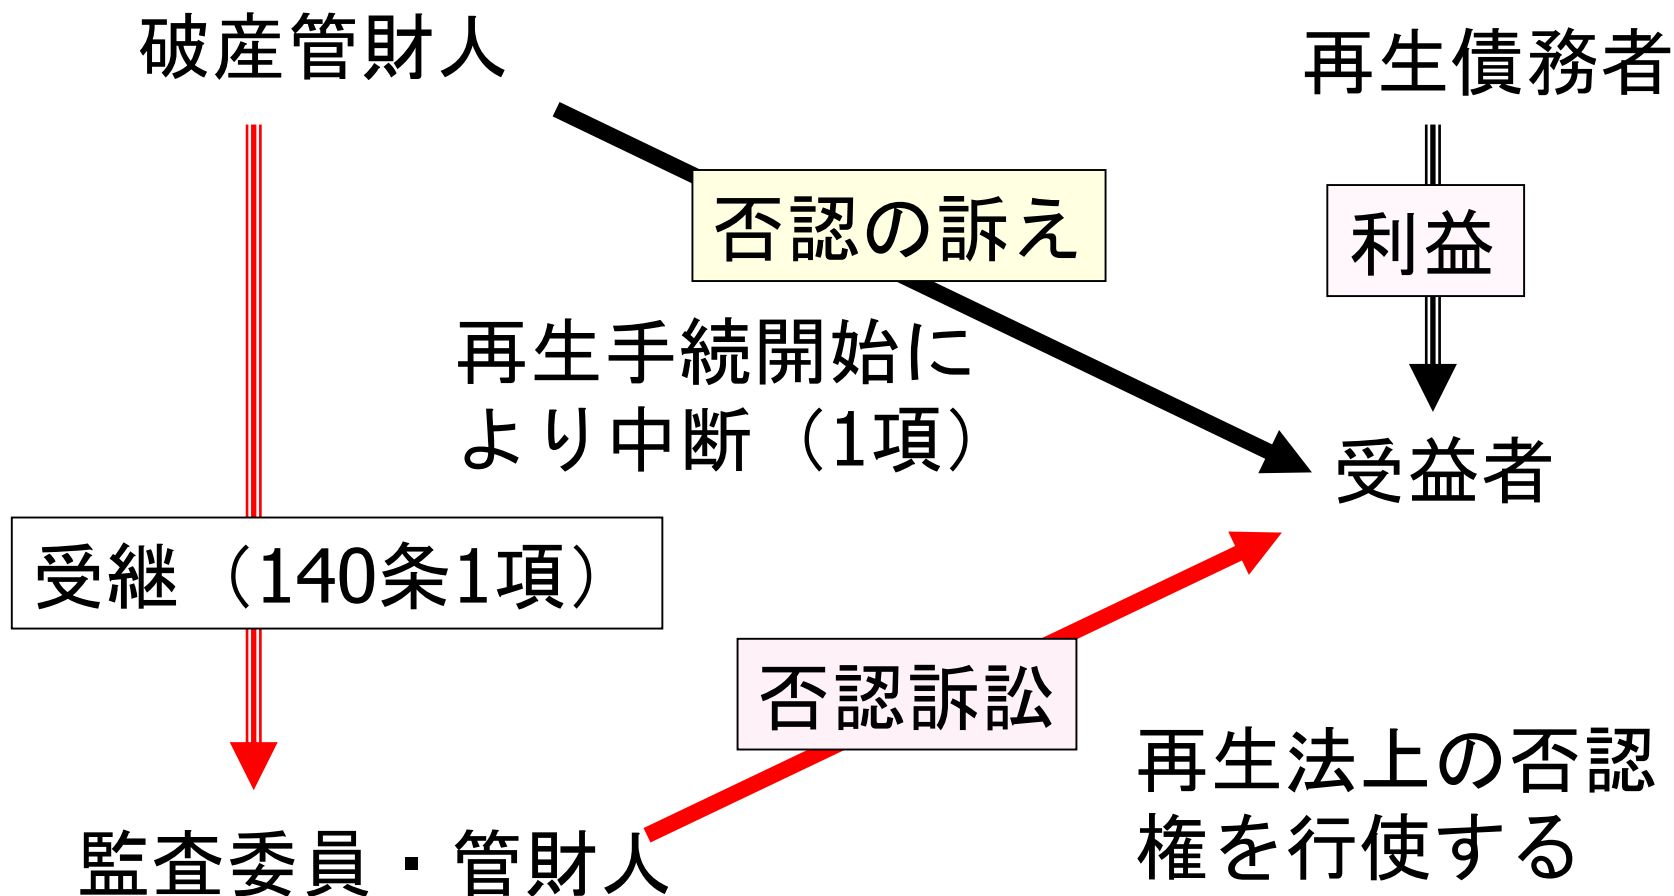 破産管財人
再生債務者
否認の訴え
利益
再生手続開始に
より中断（1項）
受益者
受継（140条1項）
否認訴訟
再生法上の否認
権を行使する
監査委員・管財人